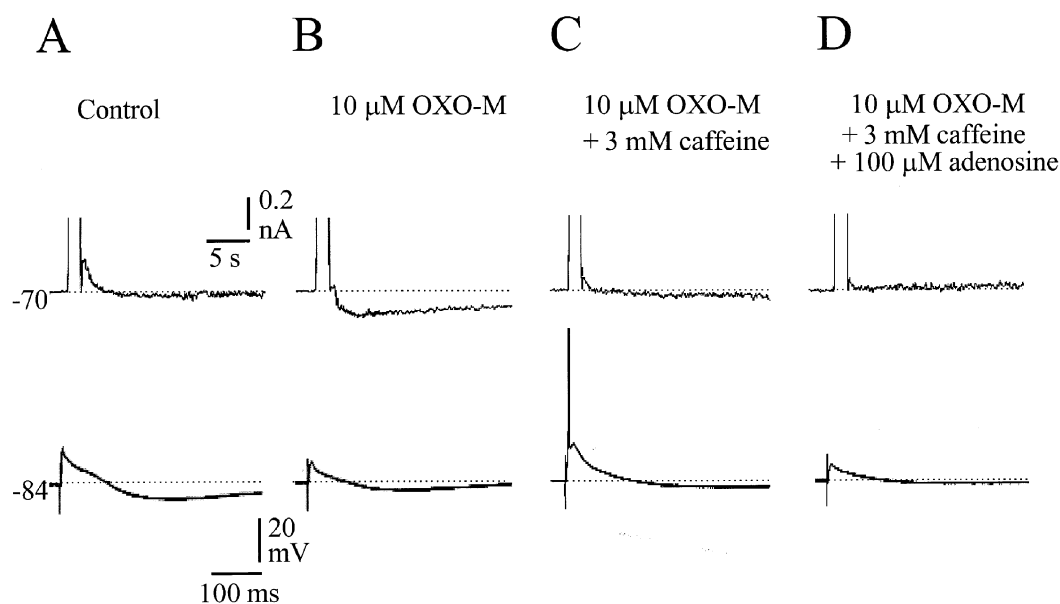 A
B
C
D
Control
10 μM OXO-M
10 μM OXO-M
+ 3 mM caffeine
10 μM OXO-M
+ 3 mM caffeine
+ 100 μM adenosine
0.2
nA
5 s
-70
-84
20
mV
100 ms